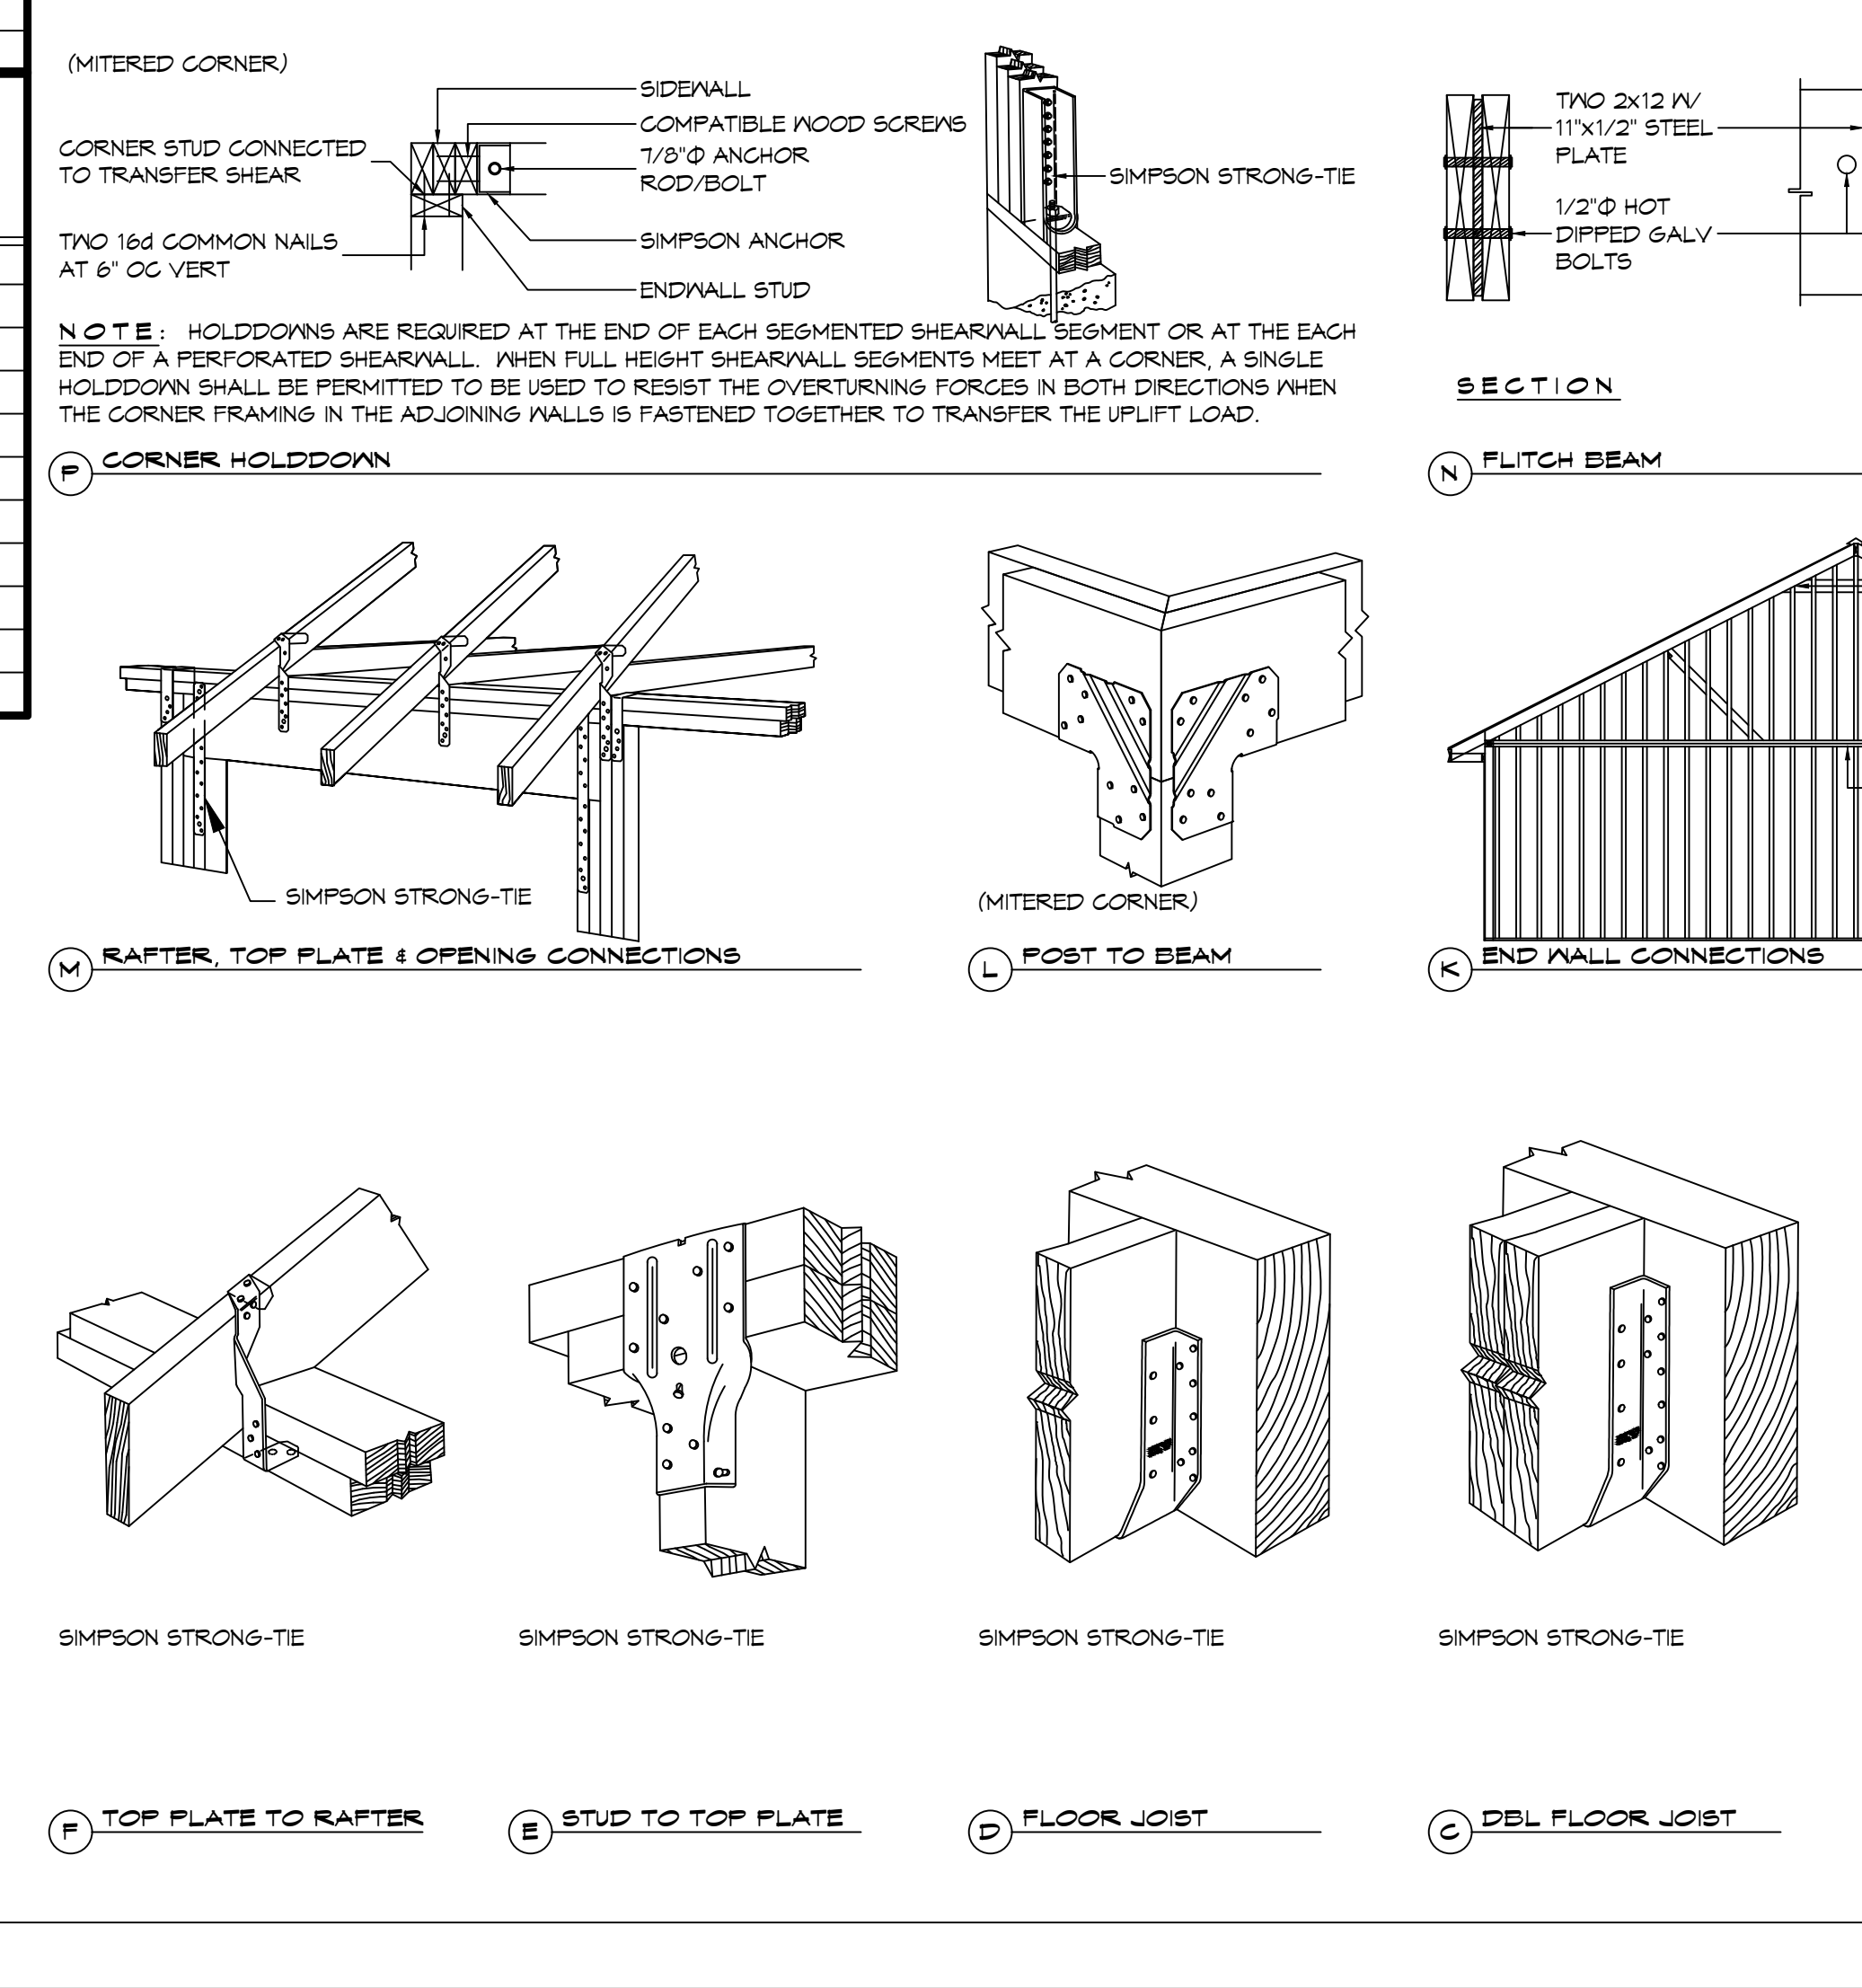 (MITERED CORNER)
SIDEWALL
COMPATIBLE WOOD SCREWS
CORNER STUD CONNECTED
TO TRANSFER SHEAR
7/8"Φ ANCHOR
ROD/BOLT
TWO 16d COMMON NAILS
AT 6" OC VERT
SIMPSON ANCHOR
ENDWALL STUD
SIMPSON STRONG-TIE
NOTE: HOLDDOWNS ARE REQUIRED AT THE END OF EACH SEGMENTED SHEARWALL SEGMENT OR AT THE EACH
END OF A PERFORATED SHEARWALL. WHEN FULL HEIGHT SHEARWALL SEGMENTS MEET AT A CORNER, A SINGLE
HOLDDOWN SHALL BE PERMITTED TO BE USED TO RESIST THE OVERTURNING FORCES IN BOTH DIRECTIONS WHEN
THE CORNER FRAMING IN THE ADJOINING WALLS IS FASTENED TOGETHER TO TRANSFER THE UPLIFT LOAD.
P CORNER HOLDDOWN
TWO 2x12 W/
11"x1/2" STEEL
PLATE
1/2"Φ HOT
DIPPED GALV
BOLTS
SECTION
N FLITCH BEAM
SIMPSON STRONG-TIE
M RAFTER, TOP PLATE & OPENING CONNECTIONS
(MITERED CORNER)
L POST TO BEAM
K END WALL CONNECTIONS
SIMPSON STRONG-TIE
F TOP PLATE TO RAFTER
SIMPSON STRONG-TIE
E STUD TO TOP PLATE
SIMPSON STRONG-TIE
D FLOOR JOIST
SIMPSON STRONG-TIE
C DBL FLOOR JOIST